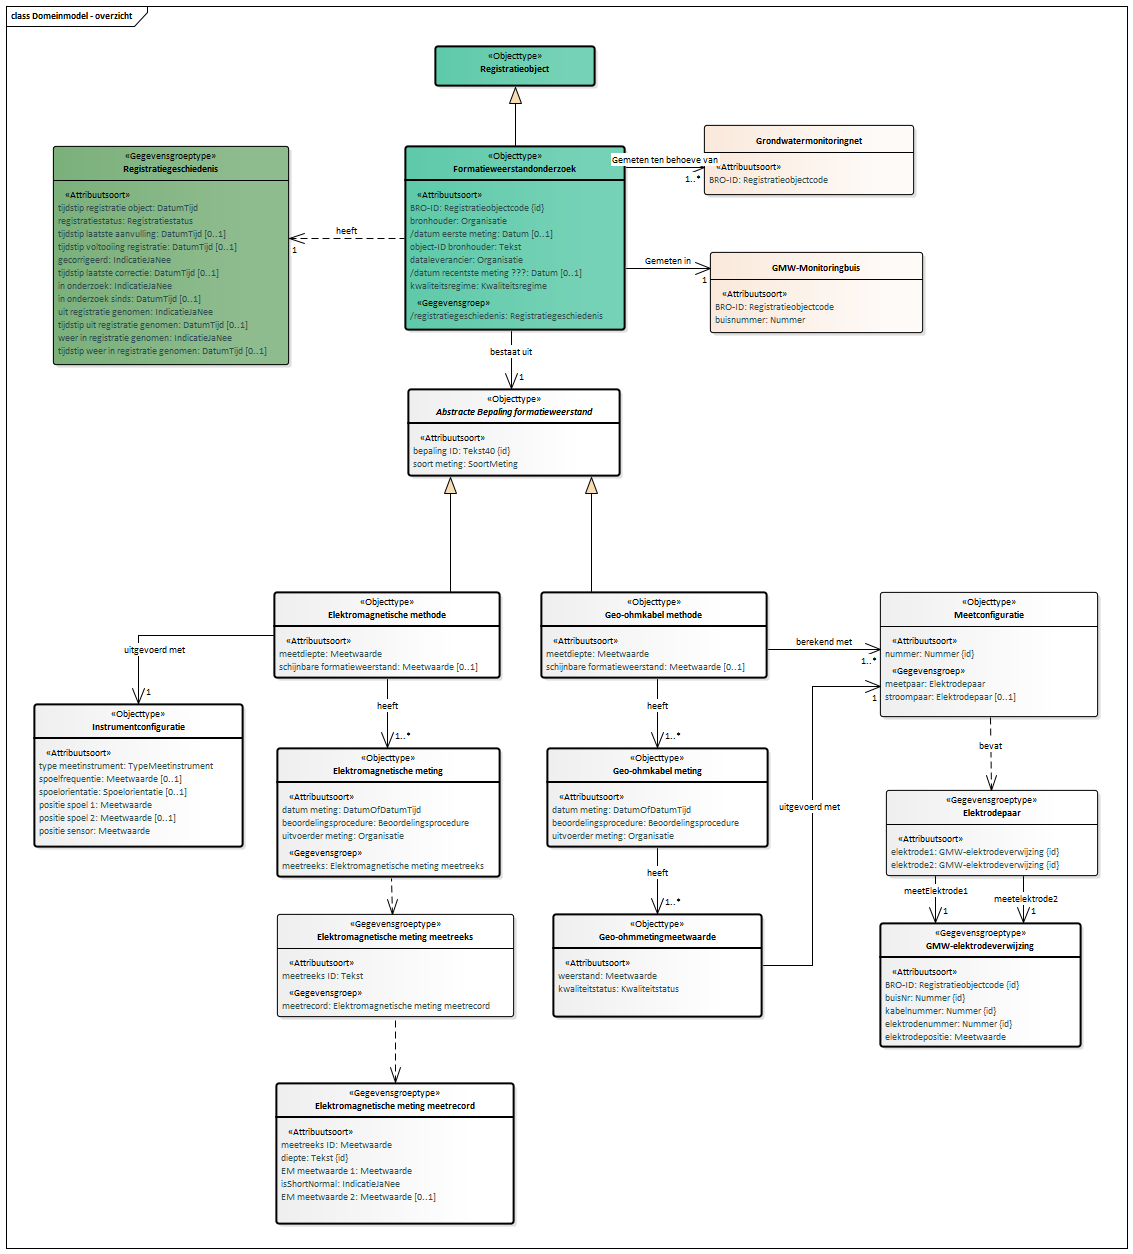 class Domeinmodel - overzicht
«Objecttype»
Registratieobject
«Gegevensgroeptype»
Registratiegeschiedenis
«Attribuutsoort»
tijdstip registratie object: DatumTijd
registratiestatus: Registratiestatus
tijdstip laatste aanvulling: DatumTijd [0..1]
tijdstip voltooiing registratie: DatumTijd [0..1]
gecorrigeerd: IndicatieJaNee
tijdstip laatste correctie: DatumTijd [0..1]
in onderzoek: IndicatieJaNee
in onderzoek sinds: DatumTijd [0..1]
uit registratie genomen: IndicatieJaNee
tijdstip uit registratie genomen: DatumTijd [0..1]
weer in registratie genomen: IndicatieJaNee
tijdstip weer in registratie genomen: DatumTijd [0..1]
heeft
1
«Objecttype»
Formatieweerstandonderzoek
«Attribuutsoort»
BRO-ID: Registratieobjectcode {id}
bronhouder: Organisatie
/datum eerste meting: Datum [0..1]
object-ID bronhouder: Tekst
dataleverancier: Organisatie
/datum recentste meting ???: Datum [0..1]
kwaliteitsregime: Kwaliteitsregime
«Gegevensgroep»
/registratiegeschiedenis: Registratiegeschiedenis
Gemeten ten behoeve van
1..*
Grondwatermonitoringnet
«Attribuutsoort»
BRO-ID: Registratieobjectcode
Gemeten in
1
GMW-Monitoringbuis
«Attribuutsoort»
BRO-ID: Registratieobjectcode
buisnummer: Nummer
bestaat uit
1
«Objecttype»
Abstracte Bepaling formatieweerstand
«Attribuutsoort»
bepaling ID: Tekst40 {id}
soort meting: SoortMeting
«Objecttype»
Elektromagnetische methode
«Attribuutsoort»
meetdiepte: Meetwaarde
schijnbare formatieweerstand: Meetwaarde [0..1]
«Objecttype»
Geo-ohmkabel methode
«Attribuutsoort»
meetdiepte: Meetwaarde
schijnbare formatieweerstand: Meetwaarde [0..1]
berekend met
1..*
«Objecttype»
Meetconfiguratie
«Attribuutsoort»
nummer: Nummer {id}
«Gegevensgroep»
meetpaar: Elektrodepaar
stroompaar: Elektrodepaar [0..1]
1
uitgevoerd met
1
«Objecttype»
Instrumentconfiguratie
«Attribuutsoort»
type meetinstrument: TypeMeetinstrument
spoelfrequentie: Meetwaarde [0..1]
spoelorientatie: Spoelorientatie [0..1]
positie spoel 1: Meetwaarde
positie spoel 2: Meetwaarde [0..1]
positie sensor: Meetwaarde
heeft
1..*
«Objecttype»
Elektromagnetische meting
«Attribuutsoort»
datum meting: DatumOfDatumTijd
beoordelingsprocedure: Beoordelingsprocedure
uitvoerder meting: Organisatie
«Gegevensgroep»
meetreeks: Elektromagnetische meting meetreeks
heeft
1..*
«Objecttype»
Geo-ohmkabel meting
«Attribuutsoort»
datum meting: DatumOfDatumTijd
beoordelingsprocedure: Beoordelingsprocedure
uitvoerder meting: Organisatie
uitgevoerd met
bevat
«Gegevensgroeptype»
Elektrodepaar
«Attribuutsoort»
elektrode1: GMW-elektrodeverwijzing {id}
elektrode2: GMW-elektrodeverwijzing {id}
meetElektrode1
1
meetelektrode2
1
heeft
1..*
«Gegevensgroeptype»
Elektromagnetische meting meetreeks
«Attribuutsoort»
meetreeks ID: Tekst
«Gegevensgroep»
meetrecord: Elektromagnetische meting meetrecord
«Objecttype»
Geo-ohmmetingmeetwaarde
«Attribuutsoort»
weerstand: Meetwaarde
kwaliteitstatus: Kwaliteitstatus
«Gegevensgroeptype»
GMW-elektrodeverwijzing
«Attribuutsoort»
BRO-ID: Registratieobjectcode {id}
buisNr: Nummer {id}
kabelnummer: Nummer {id}
elektrodenummer: Nummer {id}
elektrodepositie: Meetwaarde
«Gegevensgroeptype»
Elektromagnetische meting meetrecord
«Attribuutsoort»
meetreeks ID: Meetwaarde
diepte: Tekst {id}
EM meetwaarde 1: Meetwaarde
isShortNormal: IndicatieJaNee
EM meetwaarde 2: Meetwaarde [0..1]